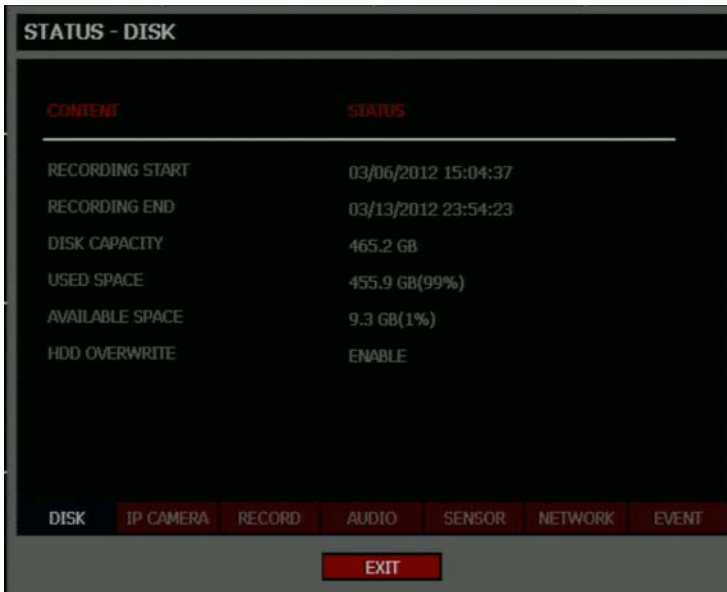 STATUS - DISK
CONTENT STATUS
RECORDING START 03/06/2012 15:04:37
RECORDING END 03/13/2012 23:54:23
DISK CAPACITY 465.2 GB
USED SPACE 455.9 GB(99%)
AVAILABLE SPACE 9.3 GB(1%)
HDD OVERWRITE ENABLE
DISK IP CAMERA RECORD AUDIO SENSOR NETWORK EVENT
EXIT